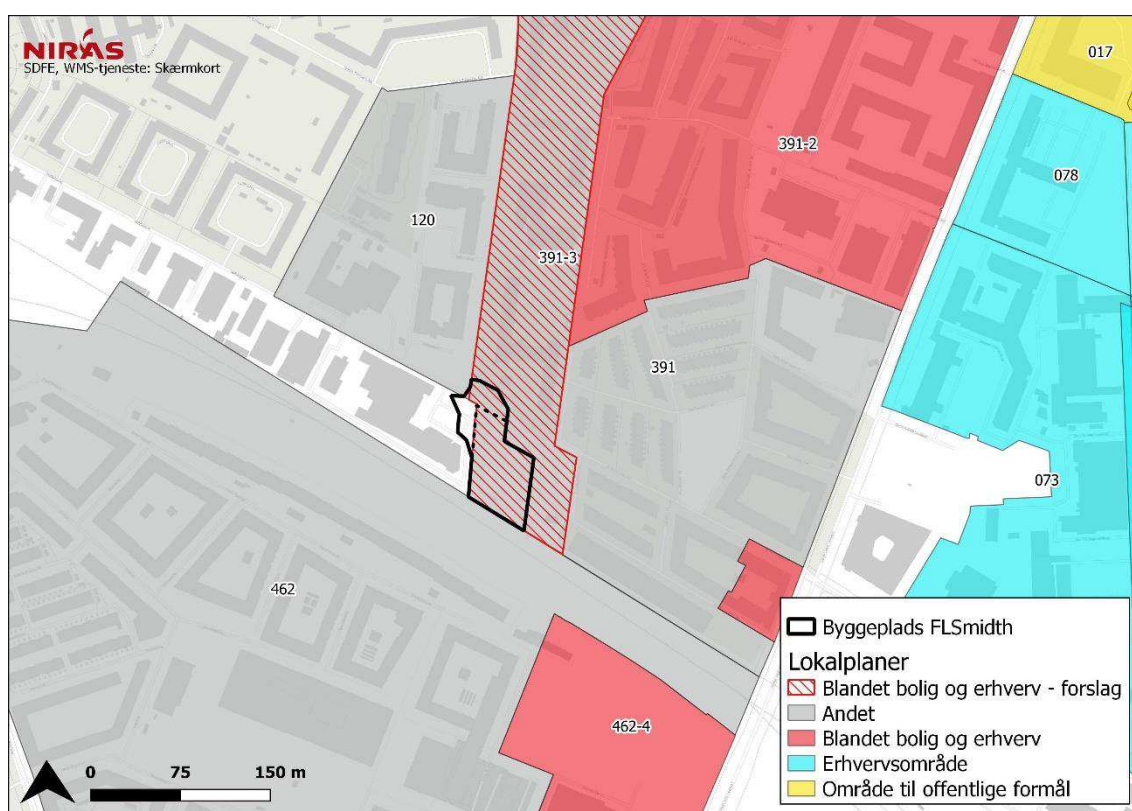 NIRAS
SDFE, WMS-tjeneste: Skærmkort
017
391-2
078
120
391-3
391
073
462
462-4
Byggeplads FLSmidth
Lokalplaner
Blandet bolig og erhverv - forslag
Andet
Blandet bolig og erhverv
Erhvervsområde
Område til offentlige formål
0 75 150 m